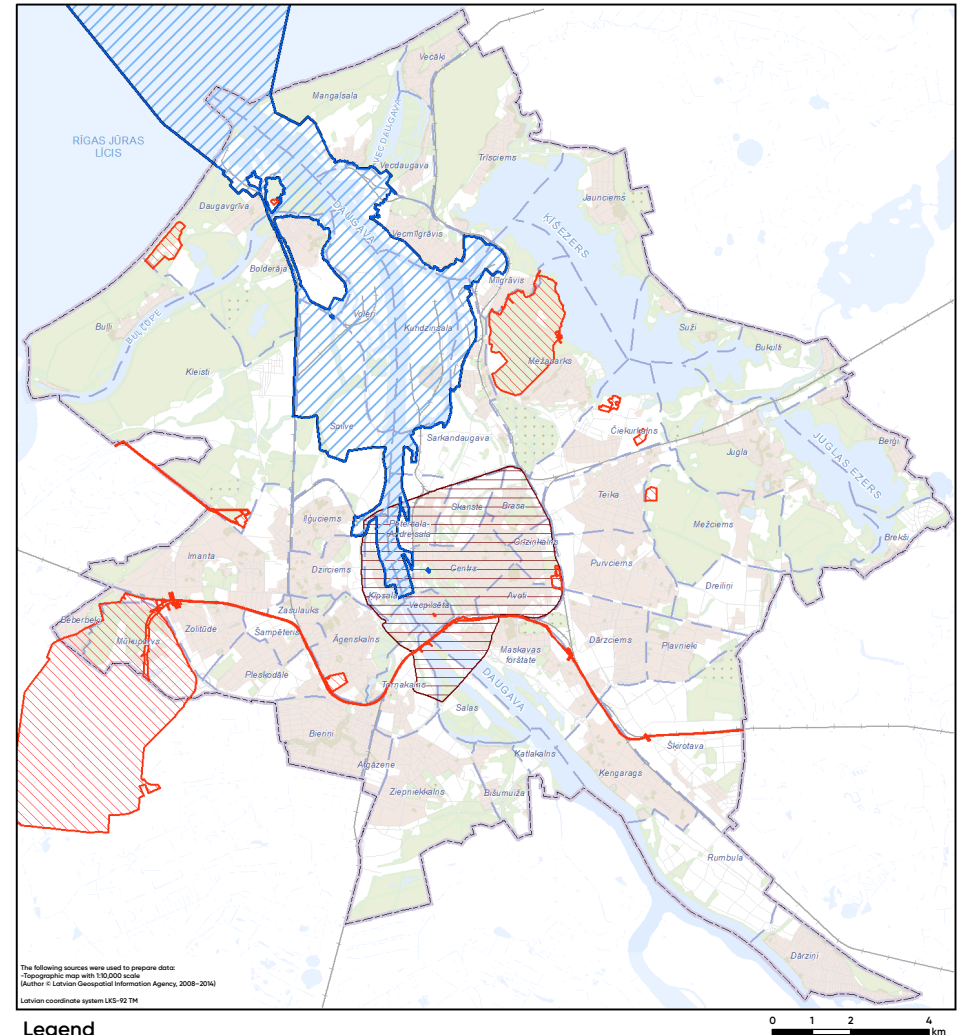 Vecāķi
Mangaļsala
RĪGAS JŪRAS
LĪCIS
VECDAUGAVA
Trīsciems
Vecdaugava
Jaunciems
Daugavgrīva
DAUGAVA
ĶĪŠEZERS
Vecmīlgrāvis
Bolderāja
Mīlgrāvis
Voleri
Kundziņsala
Suži
Buļļi
BUĻĻUPE
Bukulti
Mežaparks
Kleisti
Spilve
Sarkandaugava
Čiekurkalns
Berģi
Jugla
JUGLAS EZERS
Teika
Skanste
Brasa
Iļģuciems
Pētersala-
Andrejsala
Mežciems
Brekši
Grīziņkalns
Imanta
Dzirciems
Centrs
Purvciems
Dreiliņi
Ķīpsala
Vecpilsēta
Avoti
Zasulauks
Beberbeķi
Mūkupurvs
Zolitūde
Šampēteris
Āgenskalns
Dārzciems
Pļavnieki
Maskavas
forštate
Pleskodāle
Torņakalns
DAUGAVA
Salas
Bieriņi
Šķirotava
Katlakalns
Atgāzene
Ķengarags
Ziepniekkalns
Bišumuiža
Rumbula
Dārziņi
The following sources were used to prepare data:
-Topographic map with 1:10,000 scale
(Author © Latvian Geospatial Information Agency, 2008–2014)
Latvian coordinate system LKS-92 TM
Legend
0 1 2 4
km